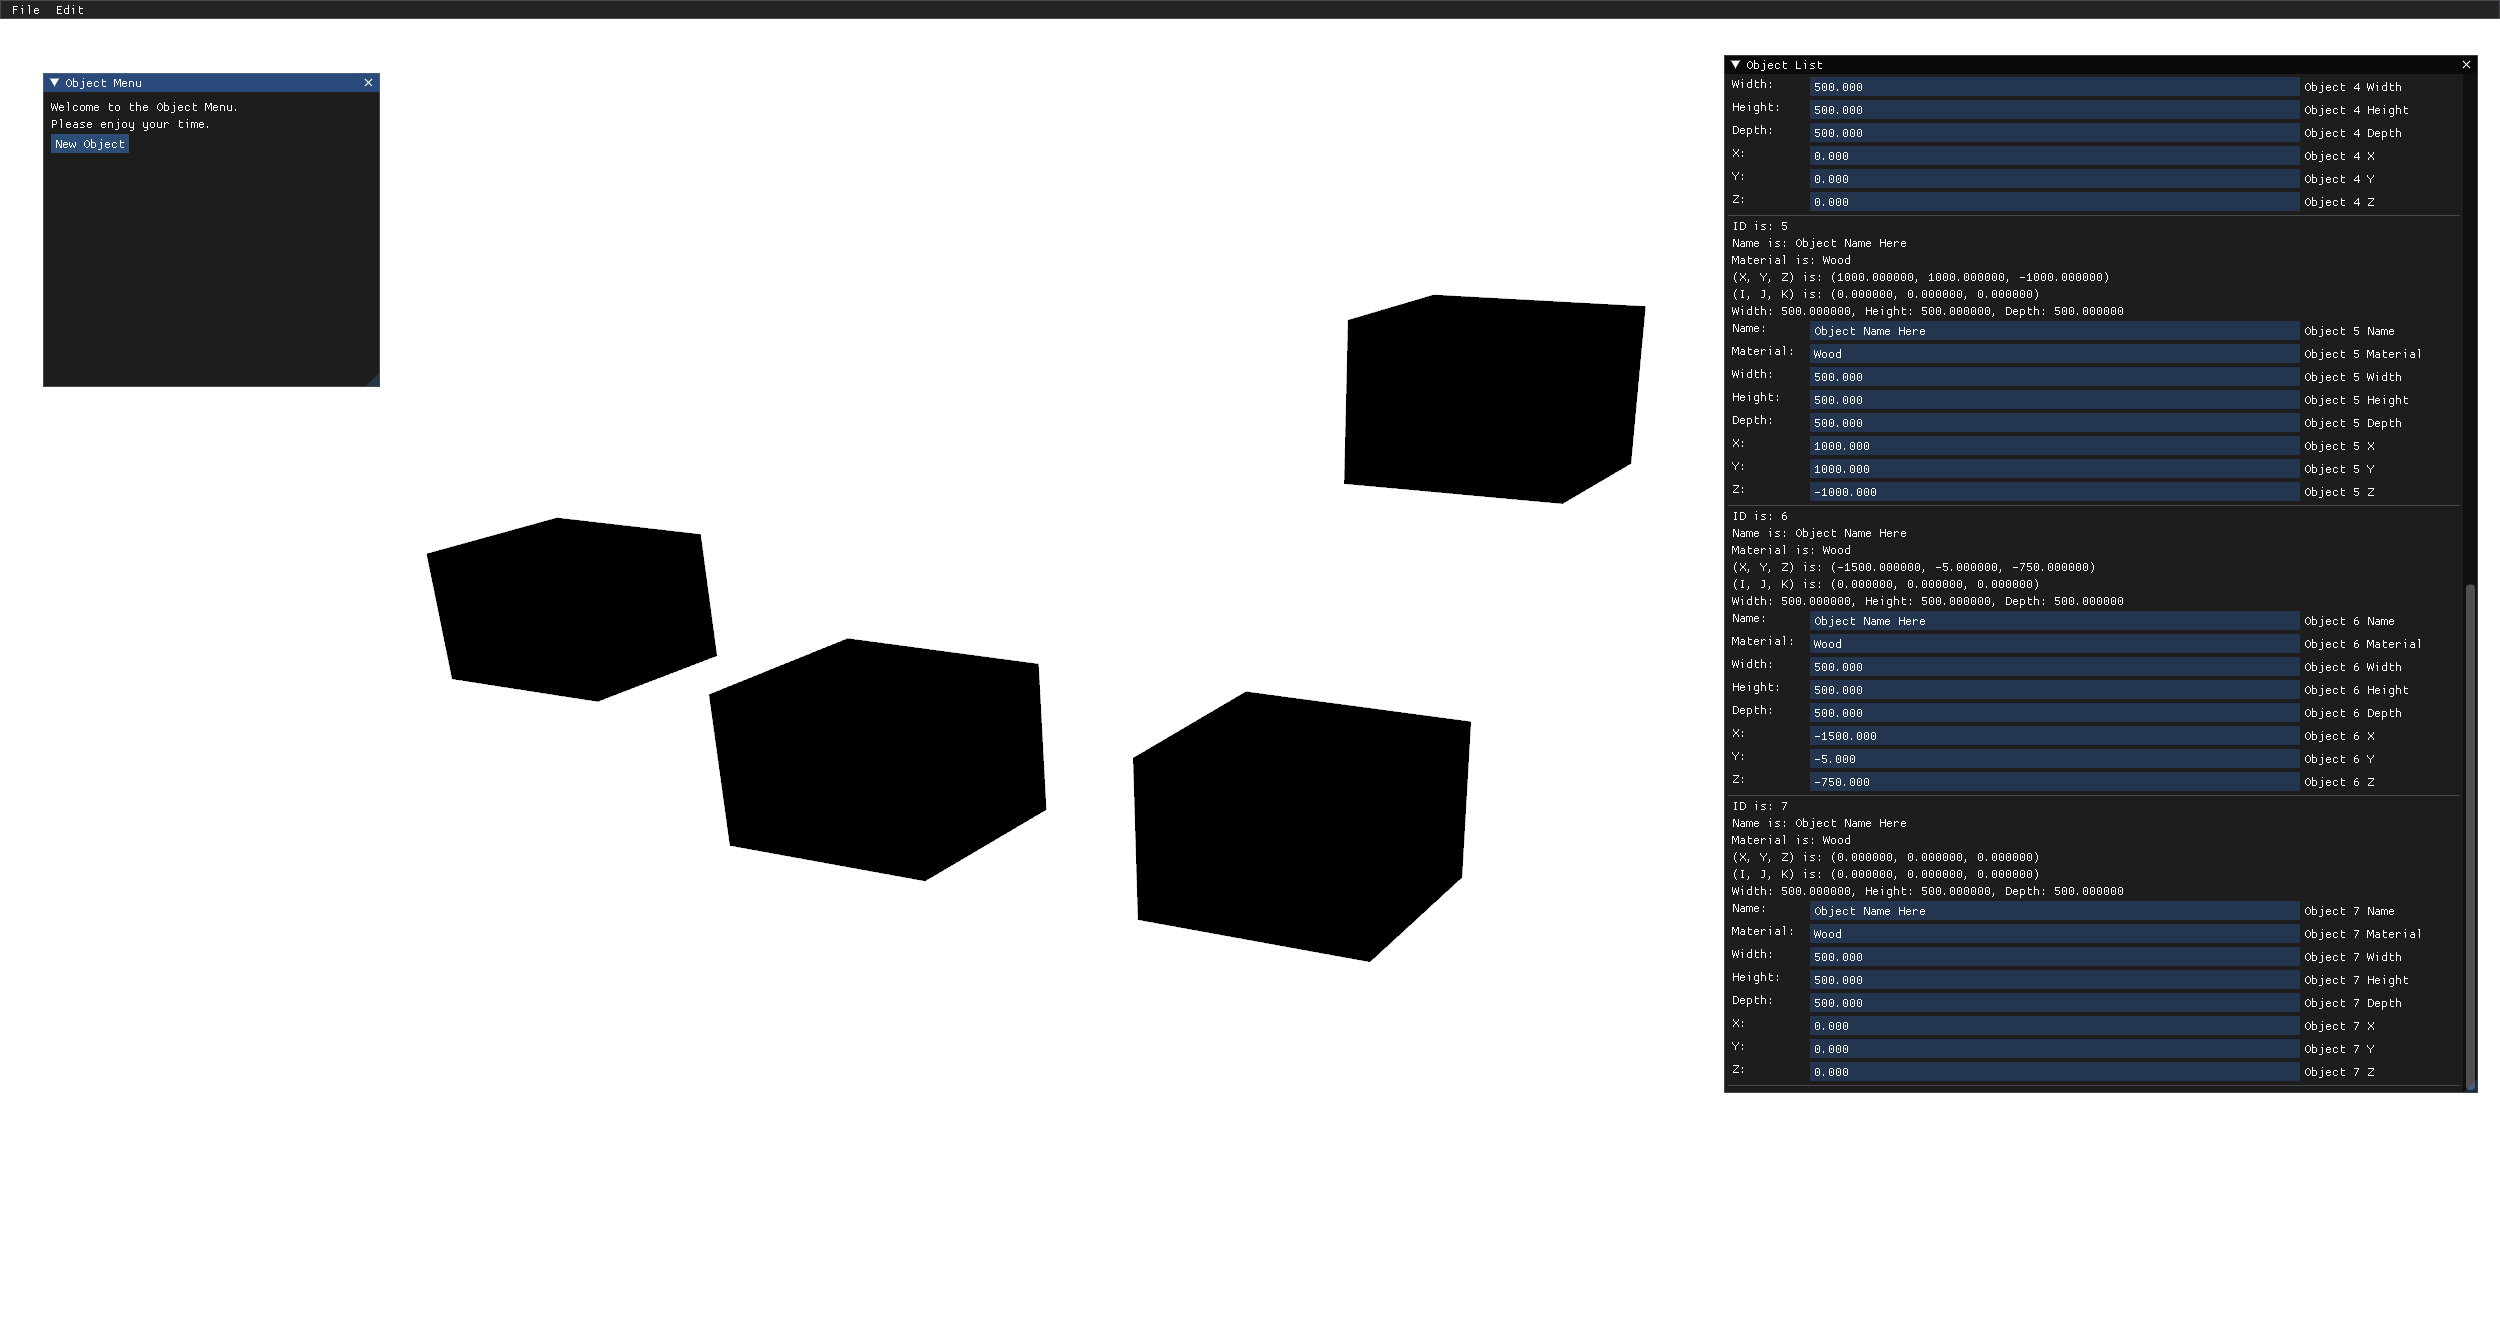 File Edit
Object Menu
Welcome to the Object Menu.
Please enjoy your time.
New Object
Object List
Width: 500.000 Object 4 Width
Height: 500.000 Object 4 Height
Depth: 500.000 Object 4 Depth
X: 0.000 Object 4 X
Y: 0.000 Object 4 Y
Z: 0.000 Object 4 Z
ID is: 5
Name is: Object Name Here
Material is: Wood
(X, Y, Z) is: (1000.000000, 1000.000000, -1000.000000)
(I, J, K) is: (0.000000, 0.000000, 0.000000)
Width: 500.000000, Height: 500.000000, Depth: 500.000000
Name: Object Name Here Object 5 Name
Material: Wood Object 5 Material
Width: 500.000 Object 5 Width
Height: 500.000 Object 5 Height
Depth: 500.000 Object 5 Depth
X: 1000.000 Object 5 X
Y: 1000.000 Object 5 Y
Z: -1000.000 Object 5 Z
ID is: 6
Name is: Object Name Here
Material is: Wood
(X, Y, Z) is: (-1500.000000, -5.000000, -750.000000)
(I, J, K) is: (0.000000, 0.000000, 0.000000)
Width: 500.000000, Height: 500.000000, Depth: 500.000000
Name: Object Name Here Object 6 Name
Material: Wood Object 6 Material
Width: 500.000 Object 6 Width
Height: 500.000 Object 6 Height
Depth: 500.000 Object 6 Depth
X: -1500.000 Object 6 X
Y: -5.000 Object 6 Y
Z: -750.000 Object 6 Z
ID is: 7
Name is: Object Name Here
Material is: Wood
(X, Y, Z) is: (0.000000, 0.000000, 0.000000)
(I, J, K) is: (0.000000, 0.000000, 0.000000)
Width: 500.000000, Height: 500.000000, Depth: 500.000000
Name: Object Name Here Object 7 Name
Material: Wood Object 7 Material
Width: 500.000 Object 7 Width
Height: 500.000 Object 7 Height
Depth: 500.000 Object 7 Depth
X: 0.000 Object 7 X
Y: 0.000 Object 7 Y
Z: 0.000 Object 7 Z